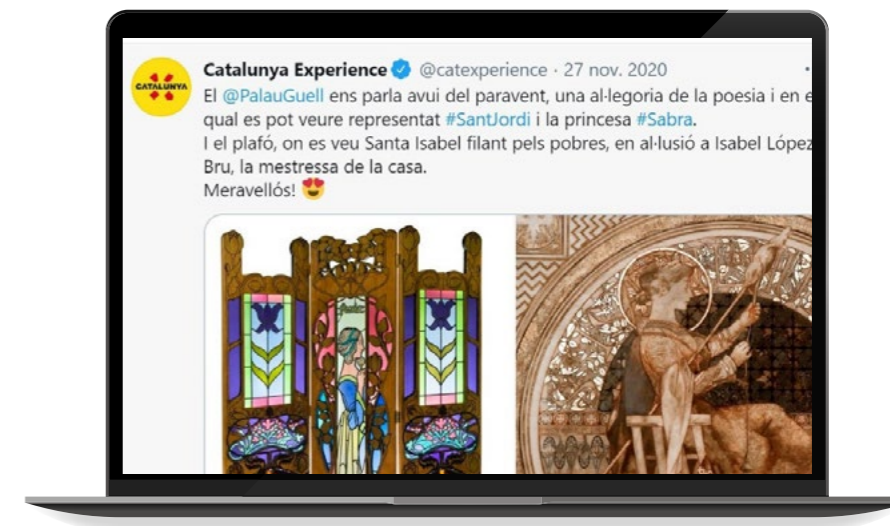 CATALUNYA
Catalunya Experience @catexperience · 27 nov. 2020
El @PalauGuell ens parla avui del paravent, una al·legoria de la poesia i en e
qual es pot veure representat #SantJordi i la princesa #Sabra.
I el plafó, on es veu Santa Isabel filant pels pobres, en al·lusió a Isabel López
Bru, la mestressa de la casa.
Meravellós!